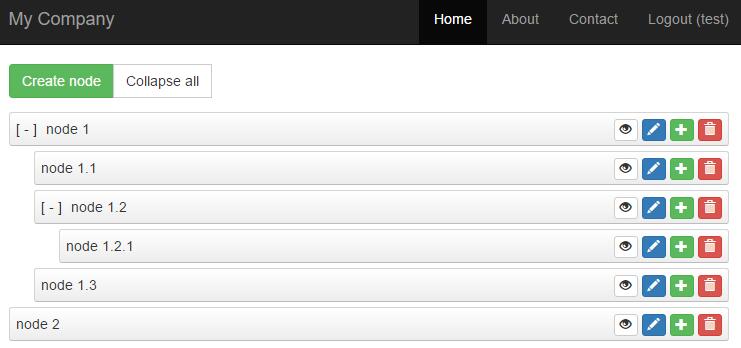 My Company Home About Contact Logout (test)
Create node Collapse all
[ - ] node 1
node 1.1
[ - ] node 1.2
node 1.2.1
node 1.3
node 2